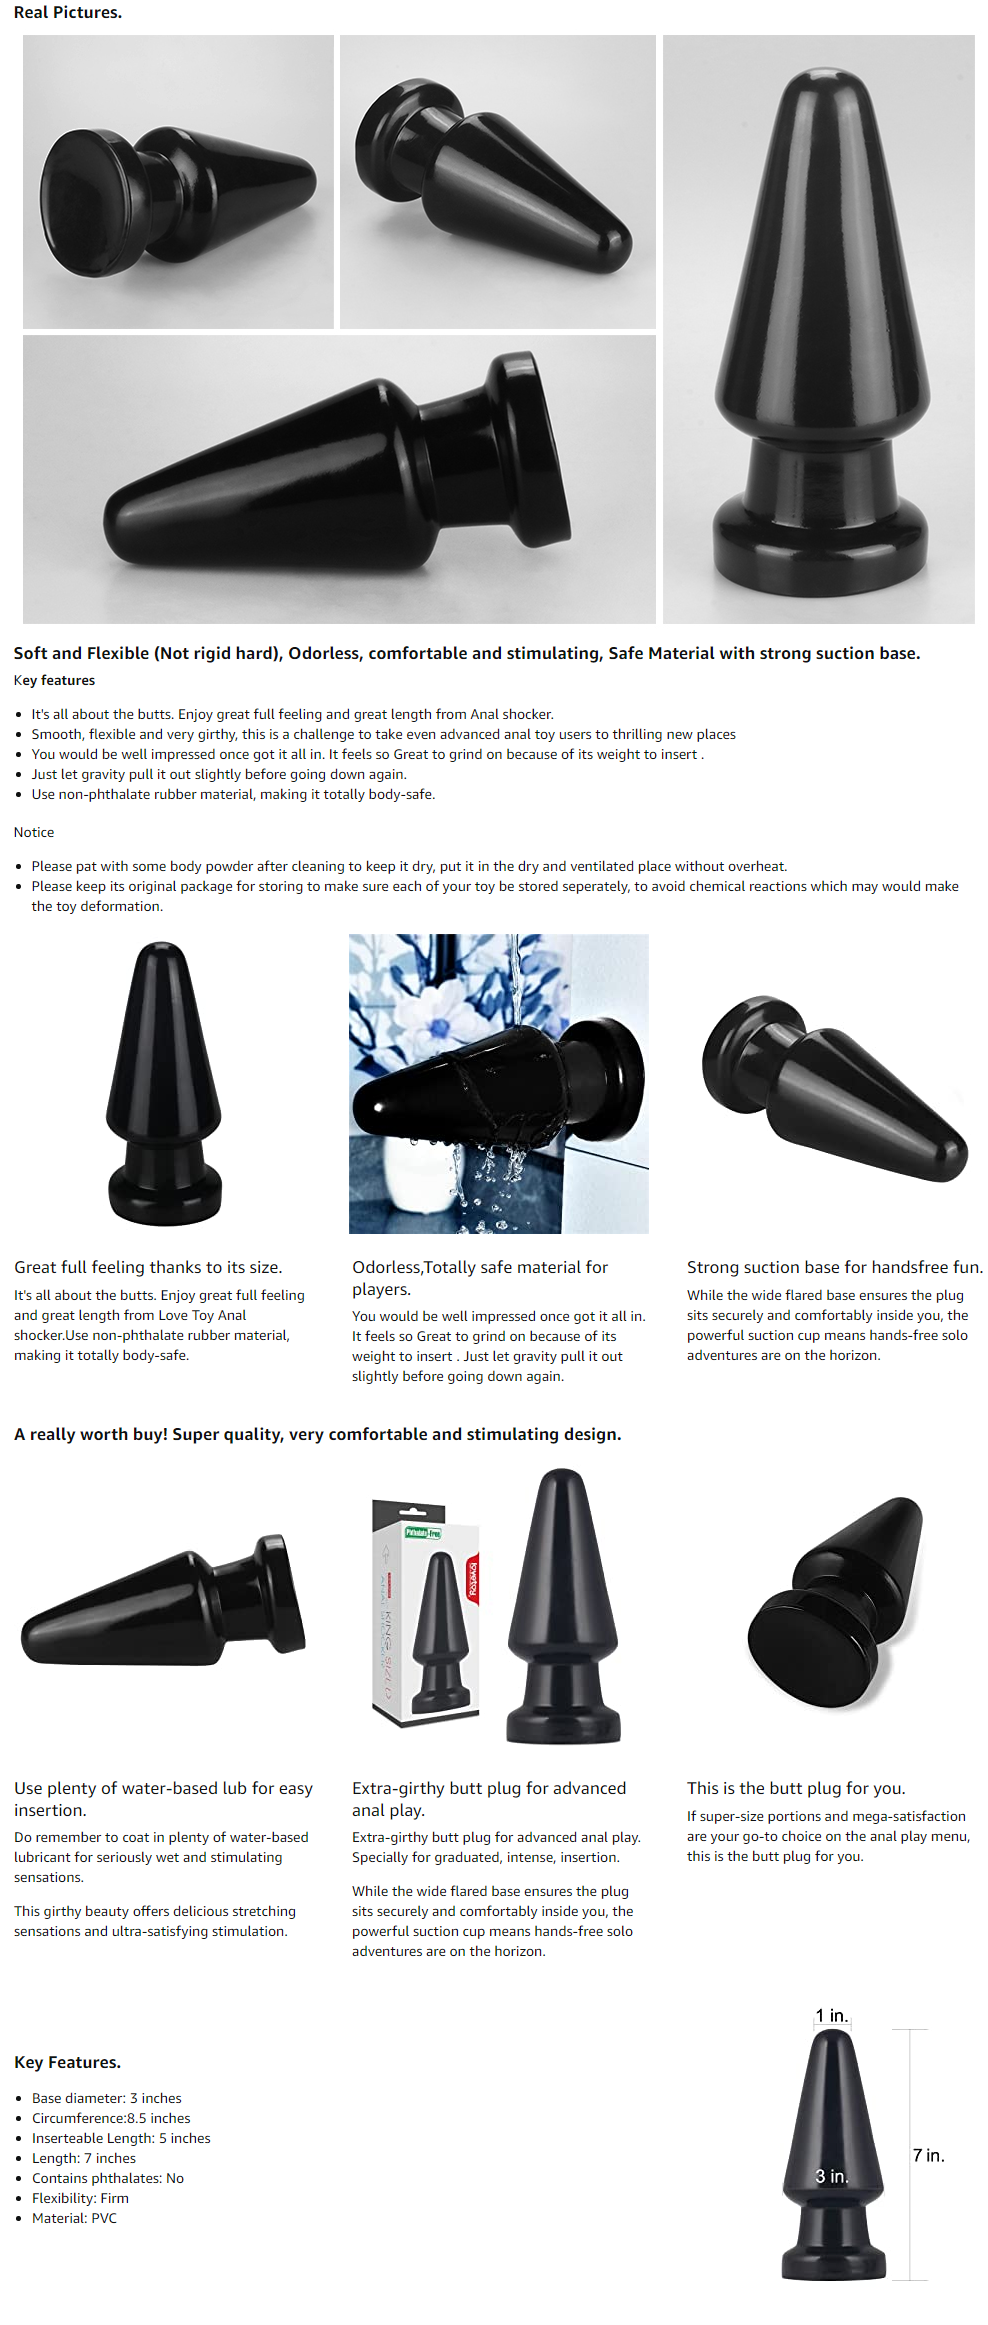 Real Pictures.
Soft and Flexible (Not rigid hard), Odorless, comfortable and stimulating, Safe Material with strong suction base.
Key features
It's all about the butts. Enjoy great full feeling and great length from Anal shocker.
Smooth, flexible and very girthy, this is a challenge to take even advanced anal toy users to thrilling new places
You would be well impressed once got it all in. It feels so Great to grind on because of its weight to insert .
Just let gravity pull it out slightly before going down again.
Use non-phthalate rubber material, making it totally body-safe.
Notice
Please pat with some body powder after cleaning to keep it dry, put it in the dry and ventilated place without overheat.
Please keep its original package for storing to make sure each of your toy be stored seperately, to avoid chemical reactions which may would make
the toy deformation.
Great full feeling thanks to its size.
It's all about the butts. Enjoy great full feeling
and great length from Love Toy Anal
shocker.Use non-phthalate rubber material,
making it totally body-safe.
Odorless,Totally safe material for
players.
You would be well impressed once got it all in.
It feels so Great to grind on because of its
weight to insert . Just let gravity pull it out
slightly before going down again.
Strong suction base for handsfree fun.
While the wide flared base ensures the plug
sits securely and comfortably inside you, the
powerful suction cup means hands-free solo
adventures are on the horizon.
A really worth buy! Super quality, very comfortable and stimulating design.
Phthalate Free
lovetoy
KING SIZED
ANAL SHOCKER
Use plenty of water-based lub for easy
insertion.
Do remember to coat in plenty of water-based
lubricant for seriously wet and stimulating
sensations.
This girthy beauty offers delicious stretching
sensations and ultra-satisfying stimulation.
Extra-girthy butt plug for advanced
anal play.
Extra-girthy butt plug for advanced anal play.
Specially for graduated, intense, insertion.
While the wide flared base ensures the plug
sits securely and comfortably inside you, the
powerful suction cup means hands-free solo
adventures are on the horizon.
This is the butt plug for you.
If super-size portions and mega-satisfaction
are your go-to choice on the anal play menu,
this is the butt plug for you.
Key Features.
Base diameter: 3 inches
Circumference:8.5 inches
Inserteable Length: 5 inches
Length: 7 inches
Contains phthalates: No
Flexibility: Firm
Material: PVC
1 in.
7 in.
3 in.